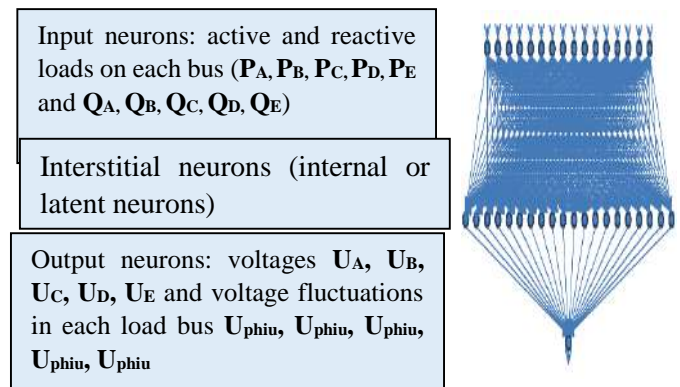 Input neurons: active and reactive
loads on each bus (PA, PB, PC, PD, PE
and QA, QB, QC, QD, QE)
Interstitial neurons (internal or
latent neurons)
Output neurons: voltages UA, UB,
UC, UD, UE and voltage fluctuations
in each load bus Uphiu, Uphiu, Uphiu,
Uphiu, Uphiu